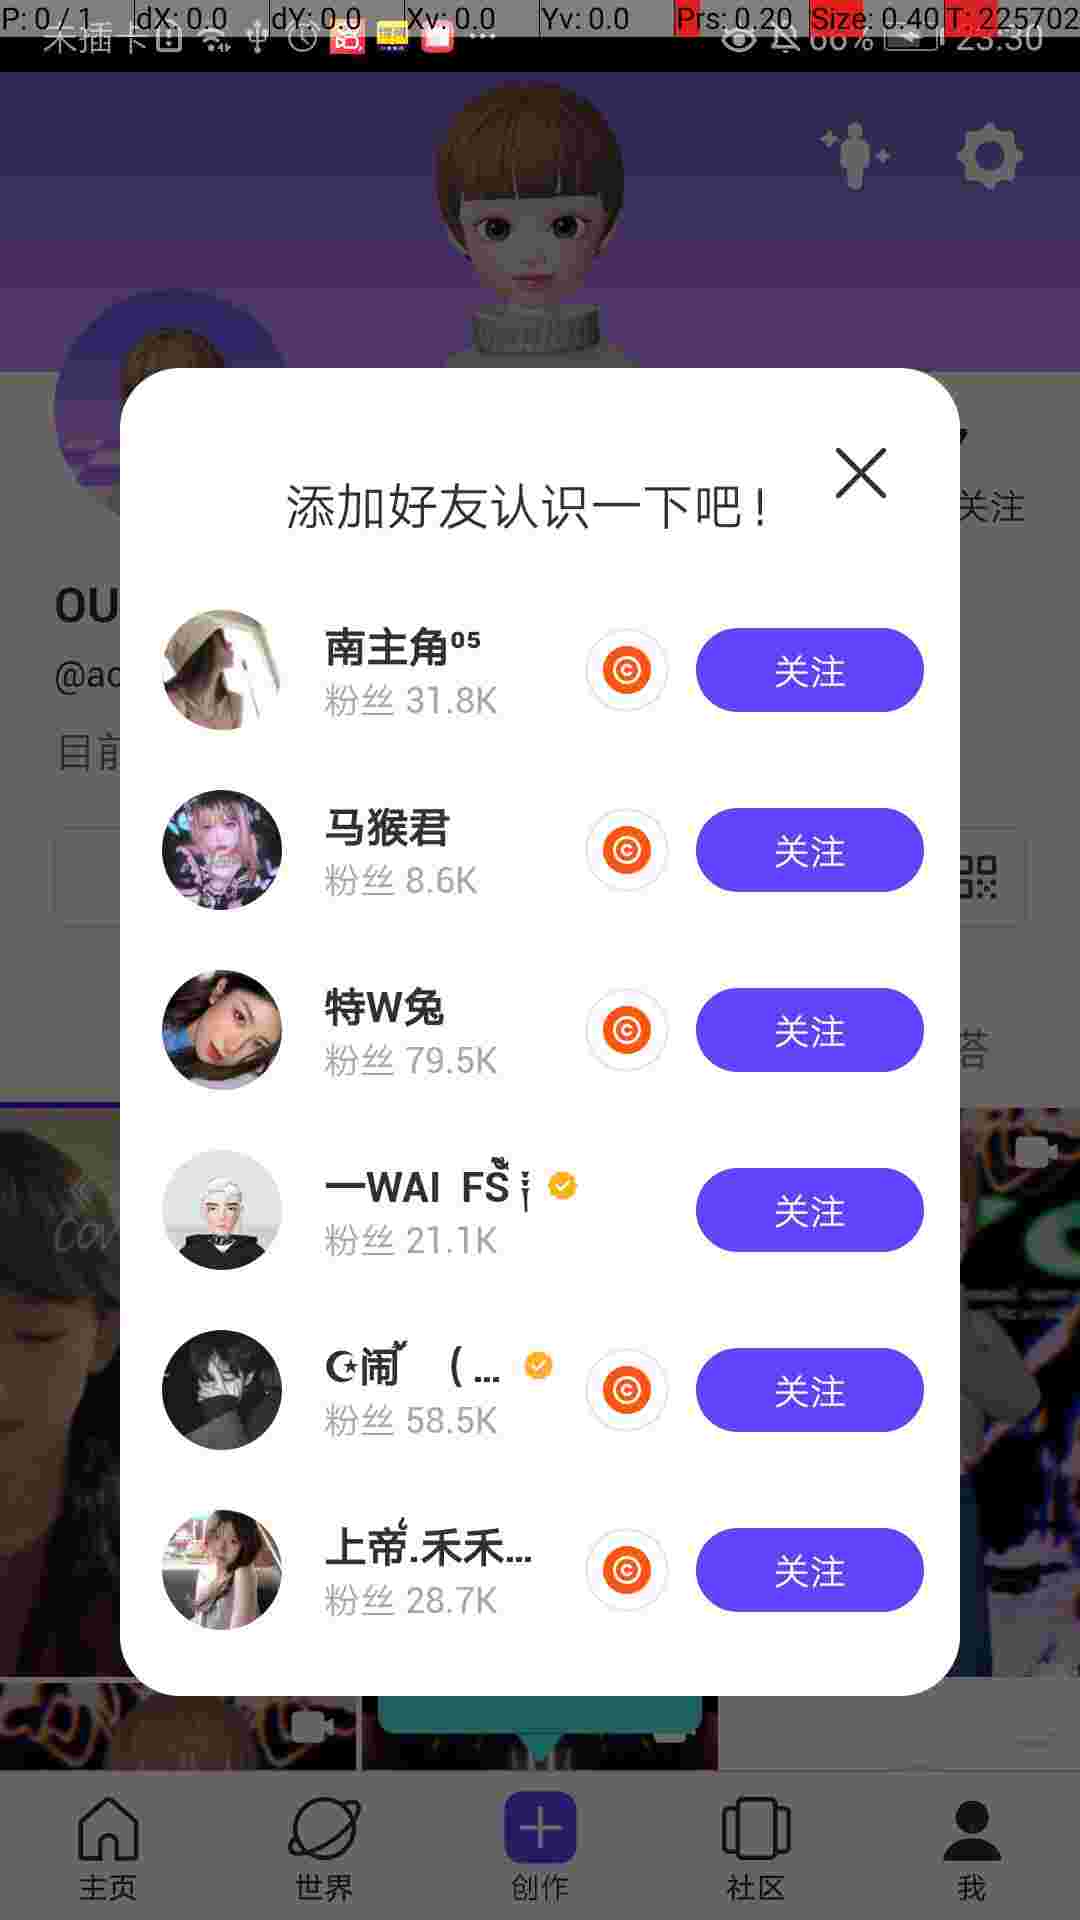 P: 0 / 1 dX: 0.0 dY: 0.0 Xv: 0.0 Yv: 0.0 Prs: 0.20 Size: 0.40 T: 225702
未插卡 66% 23:30
添加好友认识一下吧!
关注
OU
南主角⁰⁵
粉丝 31.8K
关注
目前
马猴君
粉丝 8.6K
关注
特W兔
粉丝 79.5K
关注
答
一WAI FS
粉丝 21.1K
关注
闹 ( ...
粉丝 58.5K
关注
上帝.禾禾...
粉丝 28.7K
关注
主页 世界 创作 社区 我